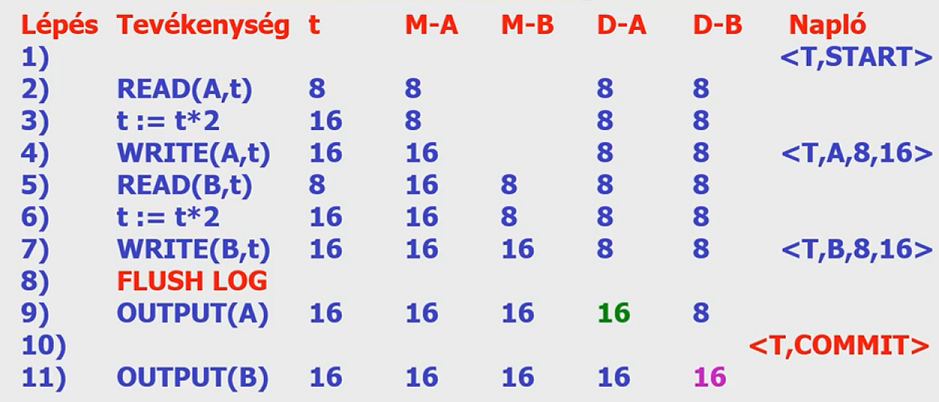 Lépés Tevékenység t M-A M-B D-A D-B Napló
1) <T,START>
2) READ(A,t) 8 8 8 8
3) t := t*2 16 8 8 8
4) WRITE(A,t) 16 16 8 8 <T,A,8,16>
5) READ(B,t) 8 16 8 8 8
6) t := t*2 16 16 8 8 8
7) WRITE(B,t) 16 16 16 8 8 <T,B,8,16>
8) FLUSH LOG
9) OUTPUT(A) 16 16 16 16 8
10) <T,COMMIT>
11) OUTPUT(B) 16 16 16 16 16